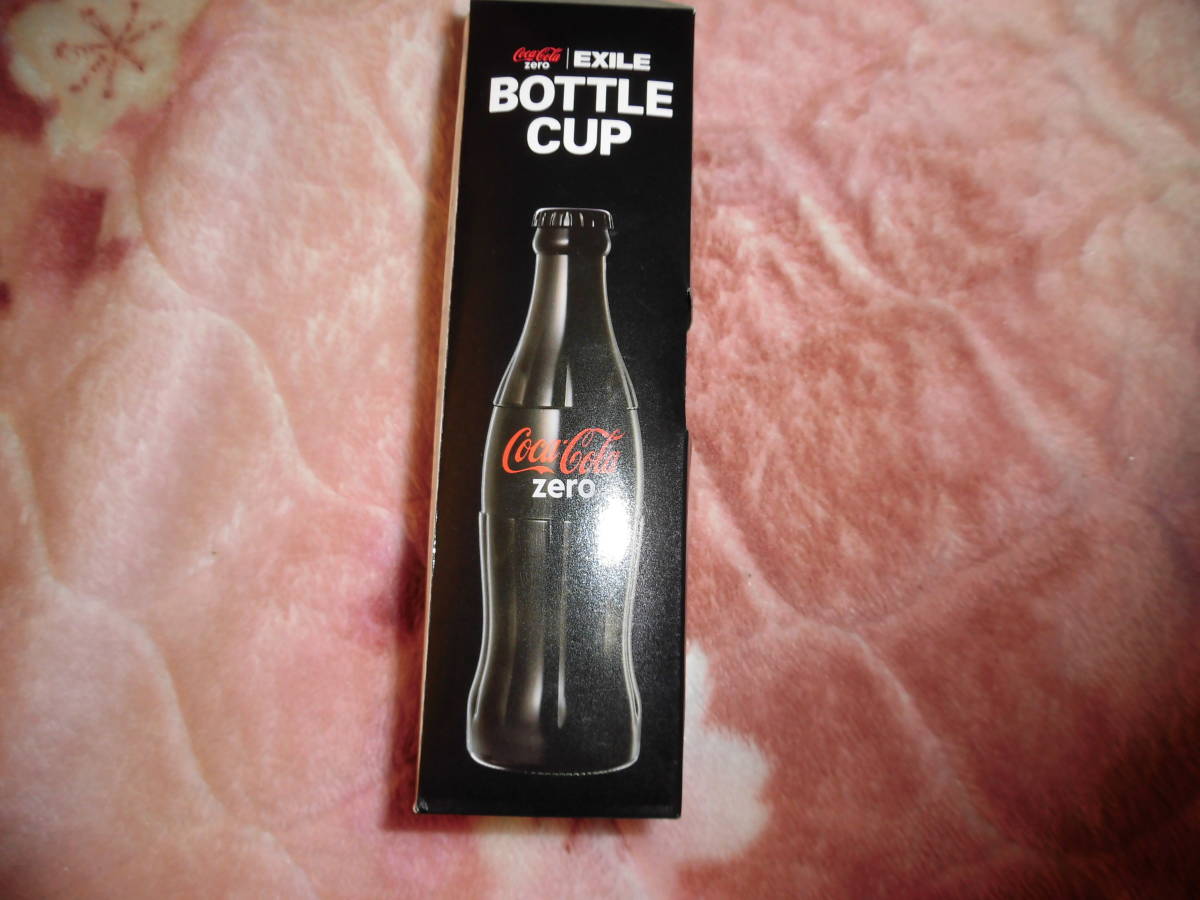 Coca-Cola zero | EXILE
BOTTLE
CUP
Coca-Cola
zero